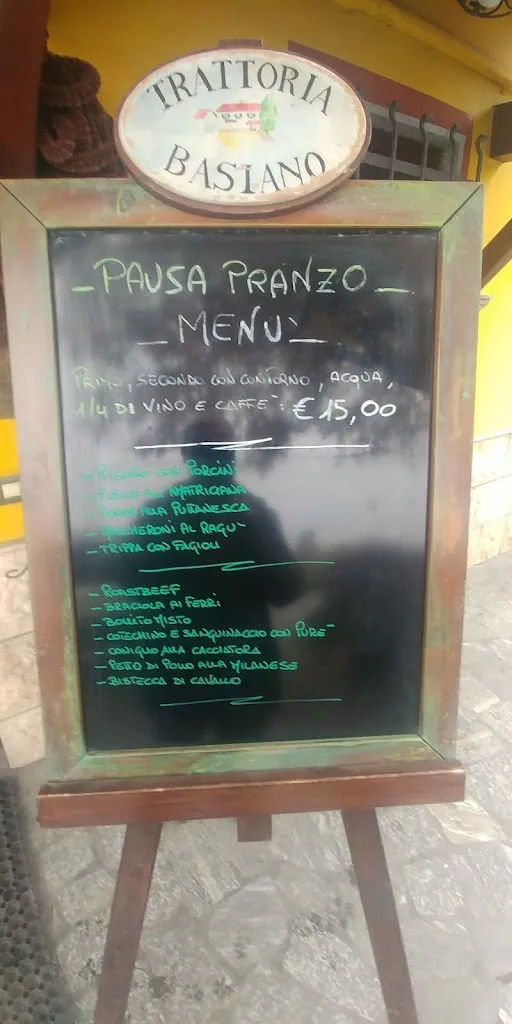 TRATTORIA
BASIANO
- PAUSA PRANZO -
- MENU` -
PRIMO, SECONDO CON CONTORNO, ACQUA,
1/4 DI VINO E CAFFE`: € 15,00
- RISOTTO CON PORCINI
- FUSILLI ALL'AMATRICIANA
- PENNE ALLA PUTTANESCA
- MACCHERONI AL RAGU`
- TRIPPA CON FAGIOLI
- ROASTBEEF
- BRACIOLA AI FERRI
- BOLLITO MISTO
- COTECHINO E SANGUINACCIO CON PURE`
- CONIGLIO ALLA CACCIATORA
- PETTO DI POLLO ALLA MILANESE
- BISTECCA DI CAVALLO